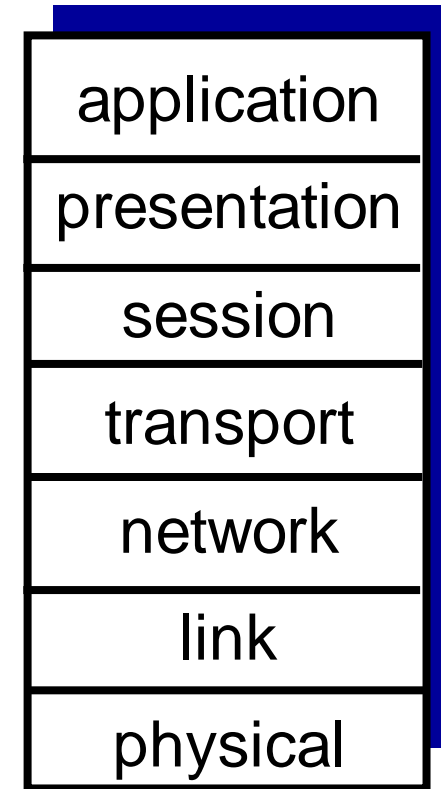 application
presentation
session
transport
network
link
physical